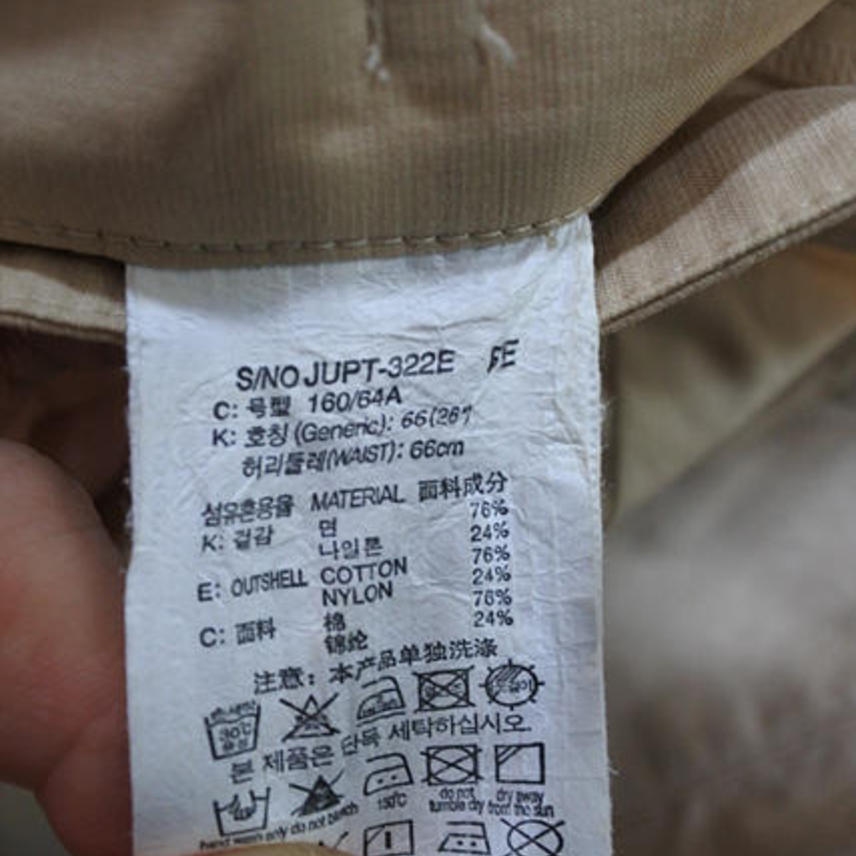 S/NO JUPT-322E
C: 号型 160/64A
K: 호칭 (Generic): 66(26")
허리둘레(WAIST): 66cm
섬유혼용율 MATERIAL 面料成分
K: 겉감 면 76%
나일론 24%
E: OUTSHELL COTTON 76%
NYLON 24%
C: 面料 棉 76%
锦纶 24%
注意: 本产品单独洗涤
30℃
본 제품은 단독 세탁하십시오.
150℃ do not dry away
hand wash only do not bleach tumble dry from the sun